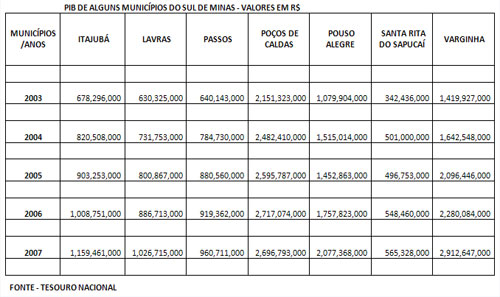 PIB DE ALGUNS MUNICÍPIOS DO SUL DE MINAS - VALORES EM R$
MUNICÍPIOS /ANOS ITAJUBÁ LAVRAS PASSOS POÇOS DE CALDAS POUSO ALEGRE SANTA RITA DO SAPUCAÍ VARGINHA
2003 678,296,000 630,325,000 640,143,000 2,151,323,000 1,079,904,000 342,436,000 1,419,927,000
2004 820,508,000 731,753,000 784,730,000 2,482,410,000 1,515,014,000 501,000,000 1,642,548,000
2005 903,253,000 800,867,000 880,560,000 2,595,787,000 1,452,863,000 496,753,000 2,096,446,000
2006 1,008,751,000 886,713,000 919,362,000 2,717,074,000 1,757,823,000 548,460,000 2,280,084,000
2007 1,159,461,000 1,026,715,000 960,711,000 2,696,793,000 2,077,368,000 565,328,000 2,912,647,000
FONTE - TESOURO NACIONAL